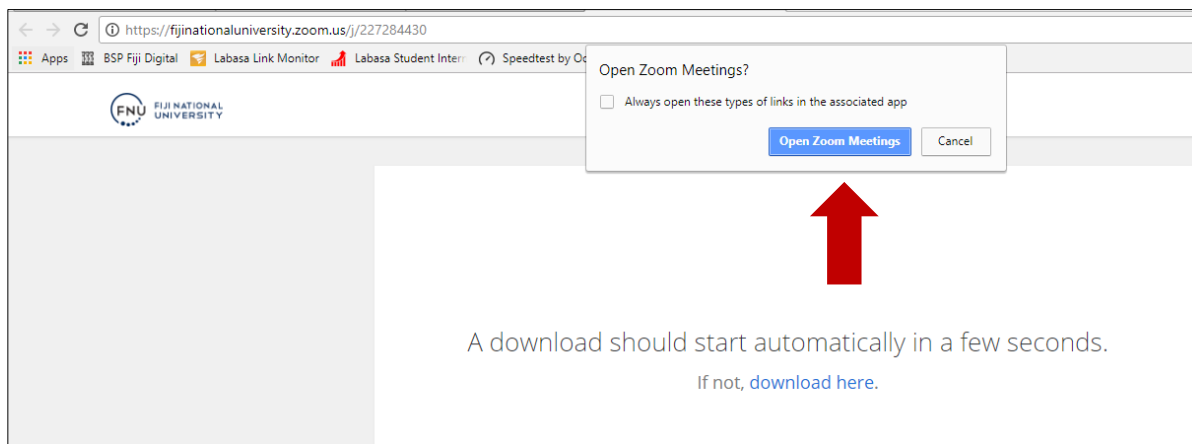 https://fijinationaluniversity.zoom.us/j/227284430
Apps BSP Fiji Digital Labasa Link Monitor Labasa Student Speedtest by
Open Zoom Meetings?
Always open these types of links in the associated app
Open Zoom Meetings Cancel
FNU FIJI NATIONAL
UNIVERSITY
A download should start automatically in a few seconds.
If not, download here.